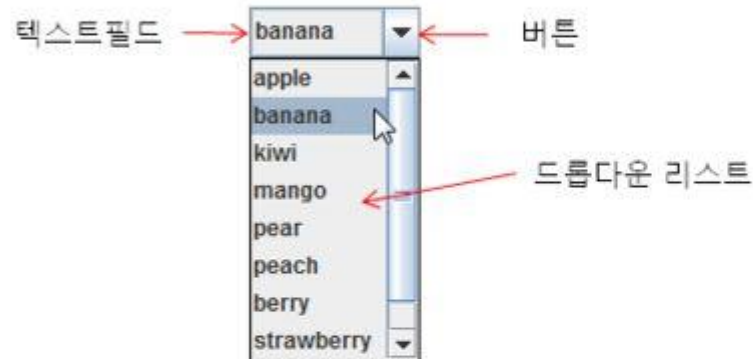 텍스트필드 banana 버튼
apple
banana
kiwi
mango
드롭다운 리스트
pear
peach
berry
strawberry